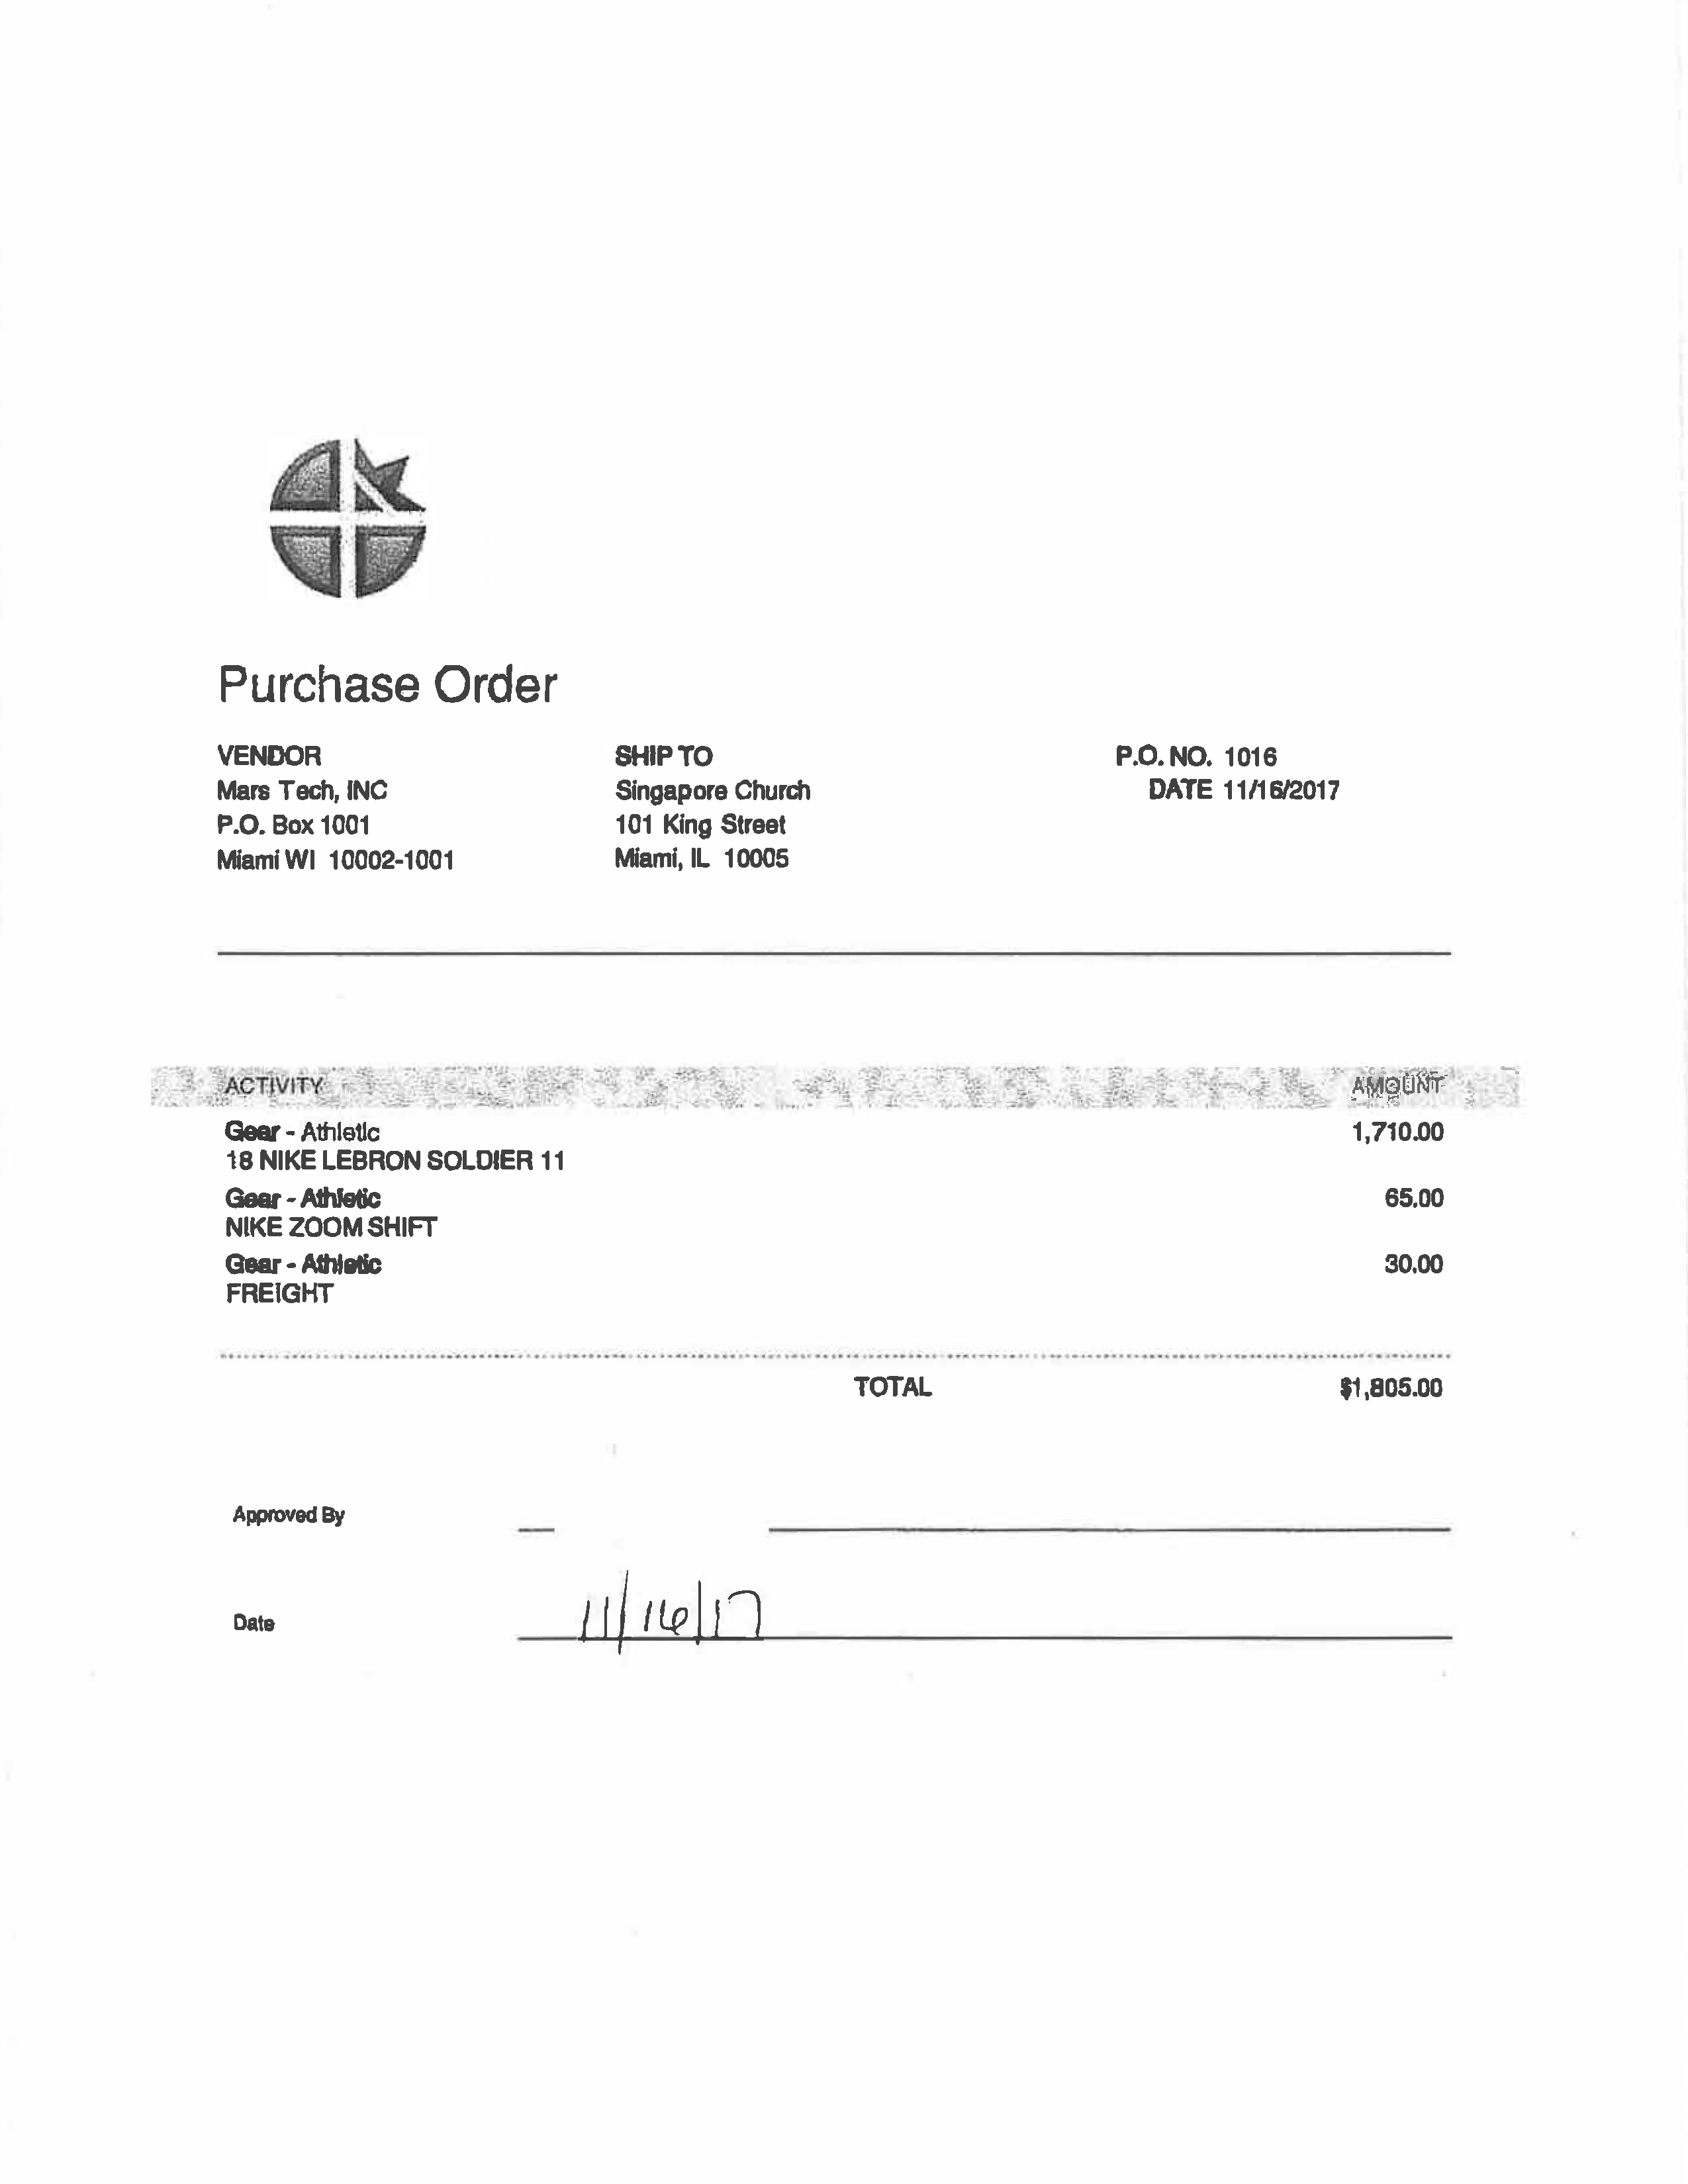 Purchase Order
VENDOR
Mars Tech, INC
P.O. Box 1001
Miami WI 10002-1001
SHIP TO
Singapore Church
101 King Street
Miami, IL 10005
P.O. NO. 1016
DATE 11/16/2017
ACTIVITY AMOUNT
Gear - Athletic 1,710.00
18 NIKE LEBRON SOLDIER 11
Gear - Athletic 65.00
NIKE ZOOM SHIFT
Gear - Athletic 30.00
FREIGHT
TOTAL $1,805.00
Approved By
Date 11/16/17